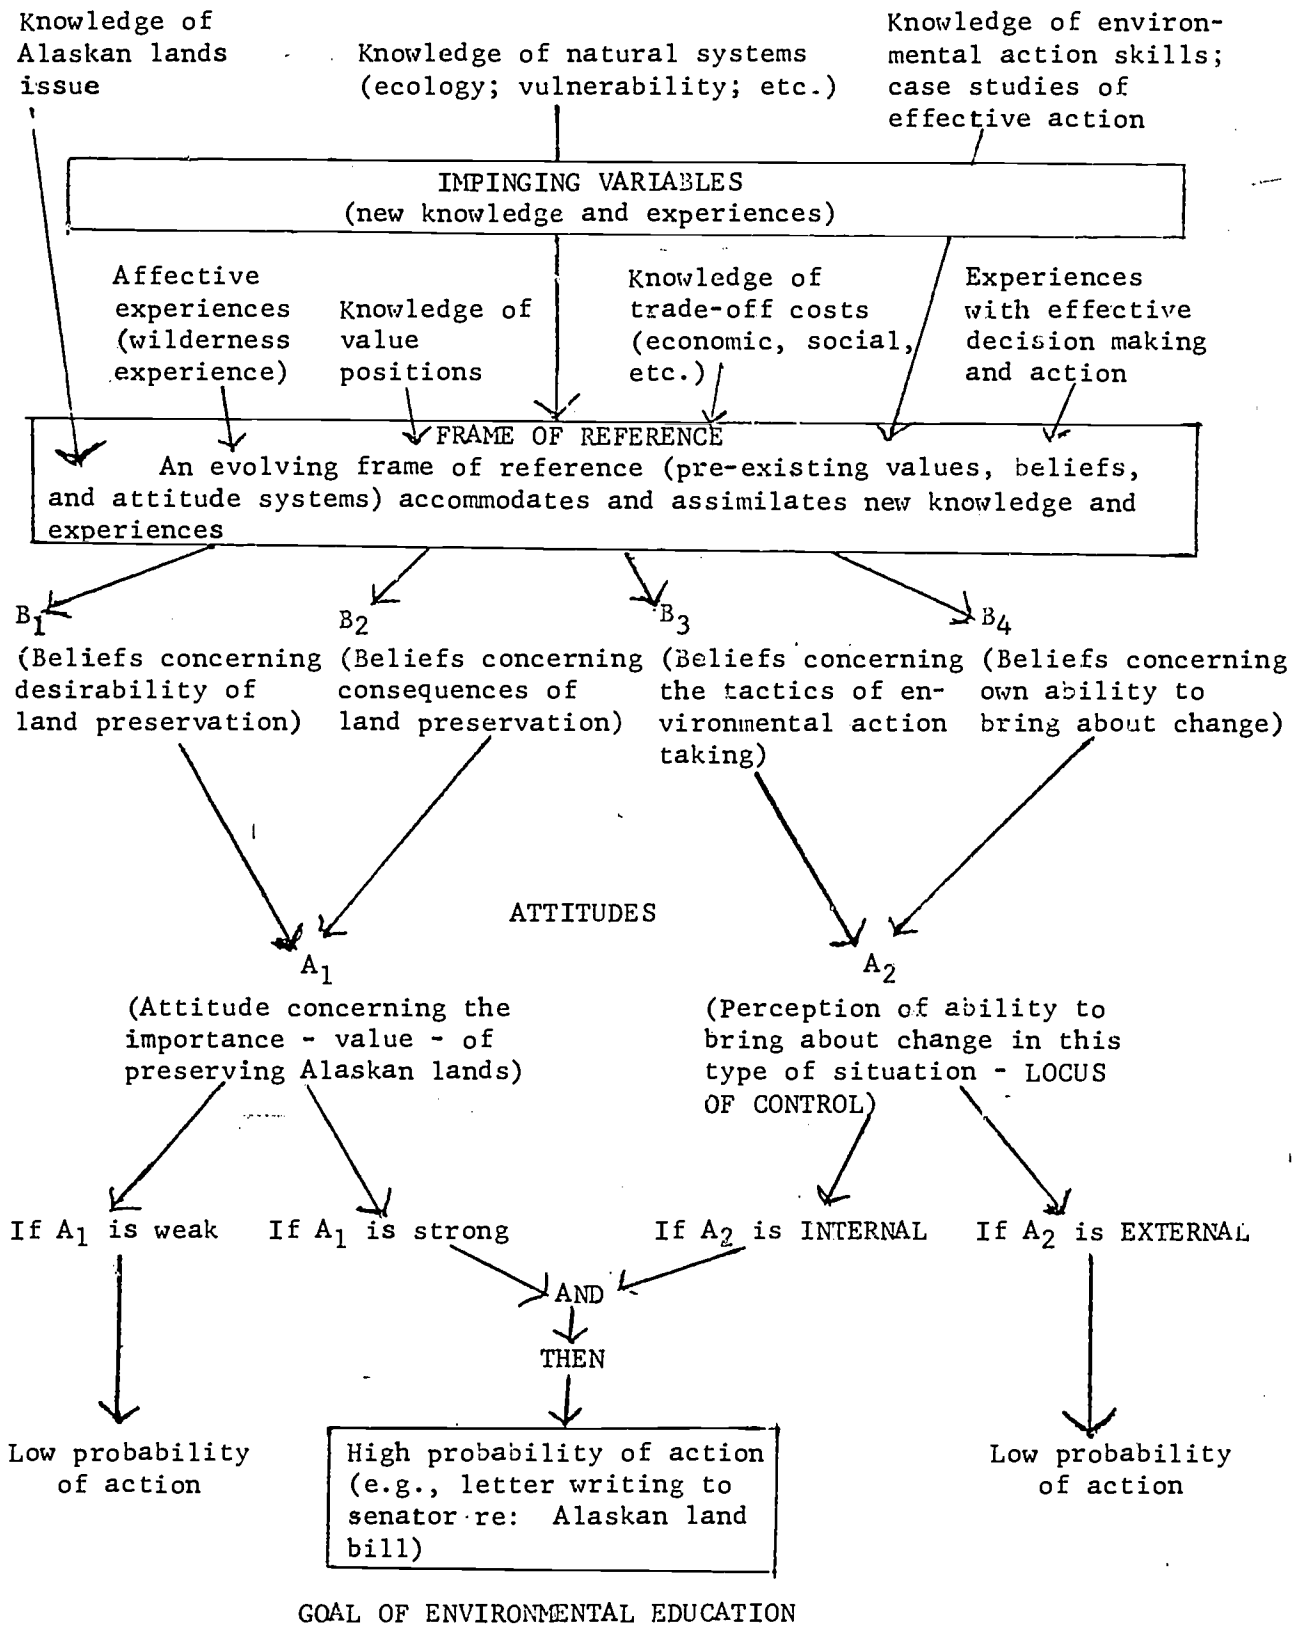 Knowledge of
Alaskan lands
issue
Knowledge of natural systems
(ecology; vulnerability; etc.)
Knowledge of environ-
mental action skills;
case studies of
effective action
IMPINGING VARIABLES
(new knowledge and experiences)
Affective
experiences
(wilderness
experience)
Knowledge of
value
positions
Knowledge of
trade-off costs
(economic, social,
etc.)
Experiences
with effective
decision making
and action
FRAME OF REFERENCE
An evolving frame of reference (pre-existing values, beliefs,
and attitude systems) accommodates and assimilates new knowledge and
experiences
B1
(Beliefs concerning
desirability of
land preservation)
B2
(Beliefs concerning
consequences of
land preservation)
B3
(Beliefs concerning
the tactics of en-
vironmental action
taking)
B4
(Beliefs concerning
own ability to
bring about change)
ATTITUDES
A1
(Attitude concerning the
importance - value - of
preserving Alaskan lands)
A2
(Perception of ability to
bring about change in this
type of situation - LOCUS
OF CONTROL)
If A1 is weak
If A1 is strong
If A2 is INTERNAL
If A2 is EXTERNAL
AND
THEN
Low probability
of action
High probability of action
(e.g., letter writing to
senator re: Alaskan land
bill)
Low probability
of action
GOAL OF ENVIRONMENTAL EDUCATION